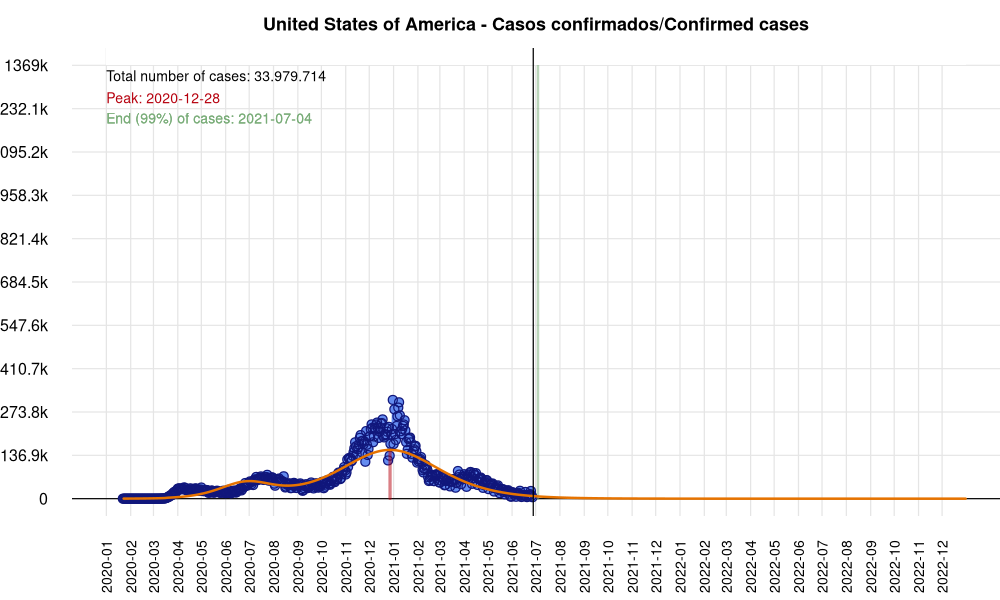 United States of America - Casos confirmados/Confirmed cases
Total number of cases: 33.979.714
Peak: 2020-12-28
End (99%) of cases: 2021-07-04
1369k
232.1k
095.2k
958.3k
821.4k
684.5k
547.6k
410.7k
273.8k
136.9k
0
2020-01
2020-02
2020-03
2020-04
2020-05
2020-06
2020-07
2020-08
2020-09
2020-10
2020-11
2020-12
2021-01
2021-02
2021-03
2021-04
2021-05
2021-06
2021-07
2021-08
2021-09
2021-10
2021-11
2021-12
2022-01
2022-02
2022-03
2022-04
2022-05
2022-06
2022-07
2022-08
2022-09
2022-10
2022-11
2022-12